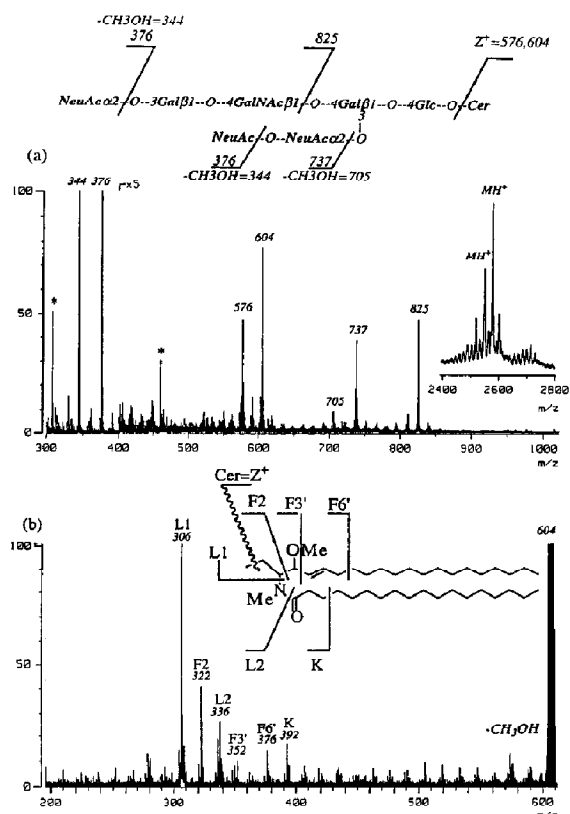 -CH3OH=344
376
825
Z+=576,604
NeuAcα2-O--3Galβ1--O--4GalNAcβ1-O--4Galβ1--O--4Glc--O-Cer
3
NeuAc-O--NeuAcα2-O
376
737
-CH3OH=344
-CH3OH=705
(a)
100
344
376
×5
604
MH+
MH+
50
*
*
576
737
825
705
0
300
400
500
600
700
800
900
1000
m/z
2400
2600
2800
m/z
Cer=Z+
(b)
F2
F3'
F6'
L1
306
L1
OMe
604
100
Me
N
O
50
F2
322
L2
K
L2
336
F3'
352
F6'
376
K
392
-CH3OH
0
200
300
400
500
600